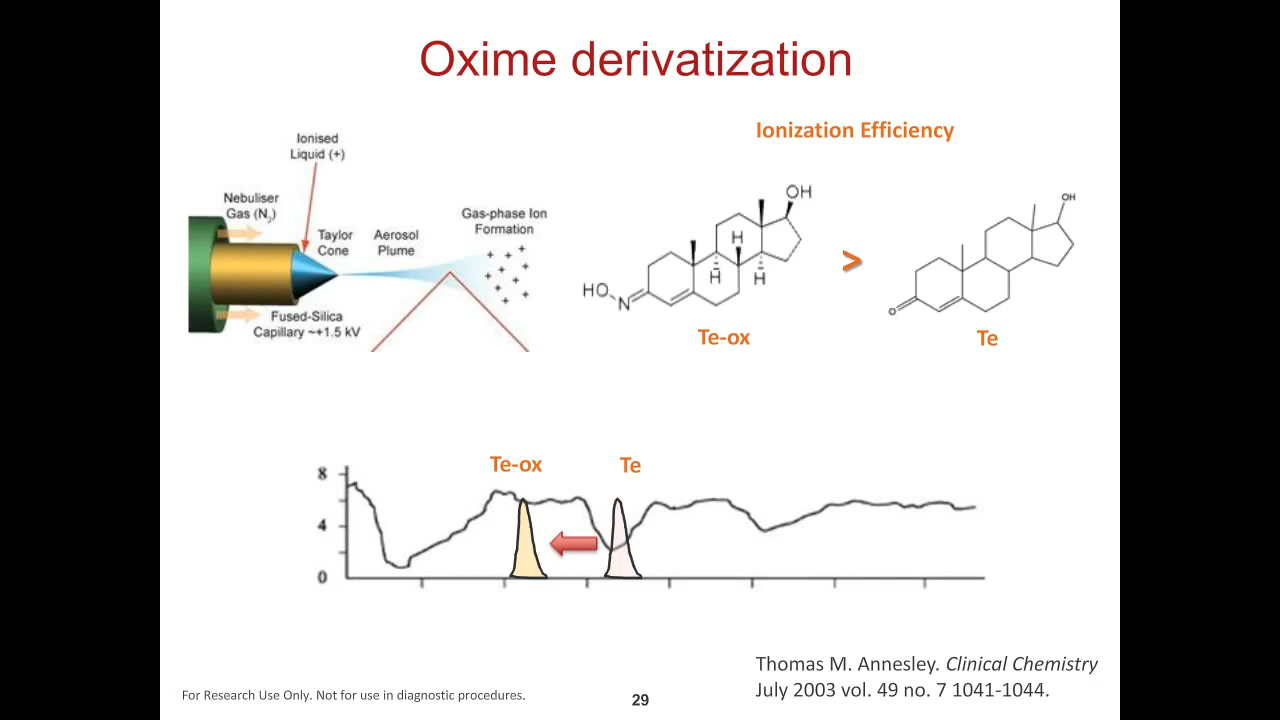 Oxime derivatization
Ionised
Liquid (+)
Nebuliser
Gas (N2)
Taylor
Cone
Aerosol
Plume
Gas-phase Ion
Formation
Fused-Silica
Capillary ~+1.5 kV
Ionization Efficiency
OH
H
H
H
HO
N
Te-ox
>
OH
O
Te
Te-ox
Te
8
4
0
Thomas M. Annesley. Clinical Chemistry
July 2003 vol. 49 no. 7 1041-1044.
For Research Use Only. Not for use in diagnostic procedures.
29